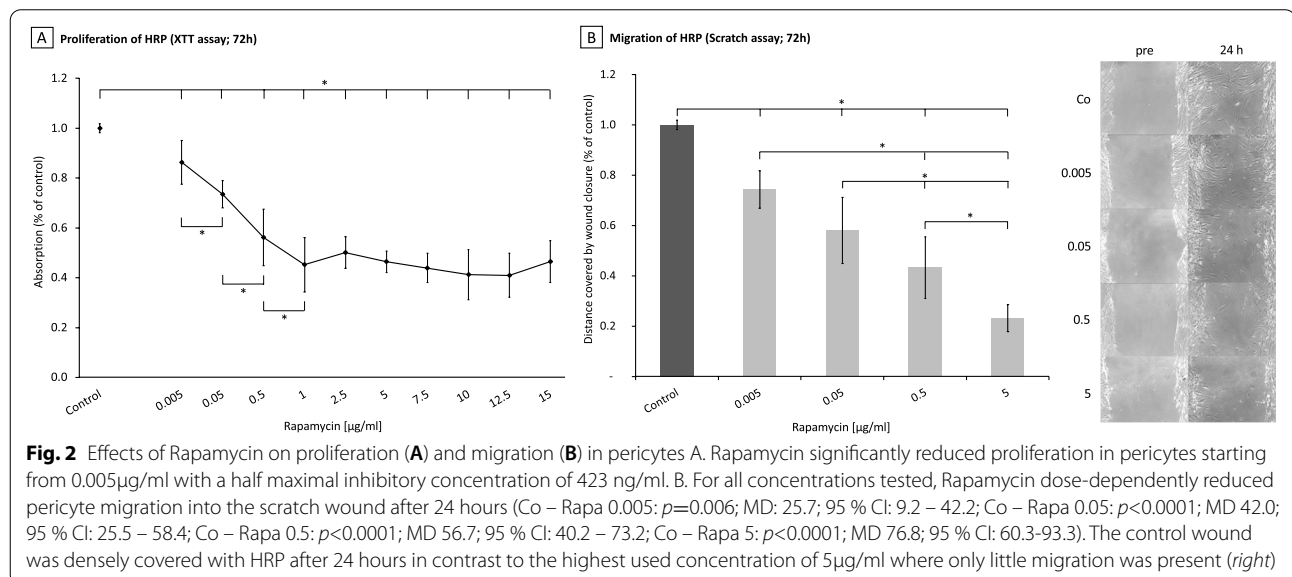 A Proliferation of HRP (XTT assay; 72h)
Absorption (% of control)
1.2
1.0
0.8
0.6
0.4
0.2
0.0
*
*
*
*
Control 0.005 0.05 0.5 1 2.5 5 7.5 10 12.5 15
Rapamycin [µg/ml]
B Migration of HRP (Scratch assay; 72h)
Distance covered by wound closure (% of control)
1.2
1.0
0.8
0.6
0.4
0.2
-
*
*
*
*
Control 0.005 0.05 0.5 5
Rapamycin [µg/ml]
pre 24 h
Co
0.005
0.05
0.5
5
Fig. 2 Effects of Rapamycin on proliferation (A) and migration (B) in pericytes A. Rapamycin significantly reduced proliferation in pericytes starting
from 0.005µg/ml with a half maximal inhibitory concentration of 423 ng/ml. B. For all concentrations tested, Rapamycin dose-dependently reduced
pericyte migration into the scratch wound after 24 hours (Co – Rapa 0.005: p=0.006; MD: 25.7; 95 % CI: 9.2 – 42.2; Co – Rapa 0.05: p<0.0001; MD 42.0;
95 % CI: 25.5 – 58.4; Co – Rapa 0.5: p<0.0001; MD 56.7; 95 % CI: 40.2 – 73.2; Co – Rapa 5: p<0.0001; MD 76.8; 95 % CI: 60.3-93.3). The control wound
was densely covered with HRP after 24 hours in contrast to the highest used concentration of 5µg/ml where only little migration was present (right)